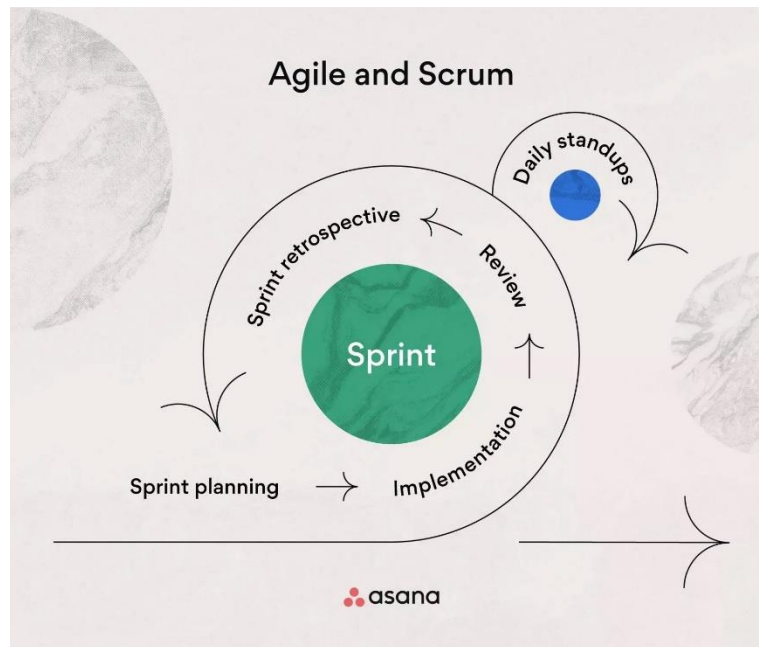 Agile and Scrum
Daily standups
Sprint retrospective
Review
Sprint
Implementation
Sprint planning
asana